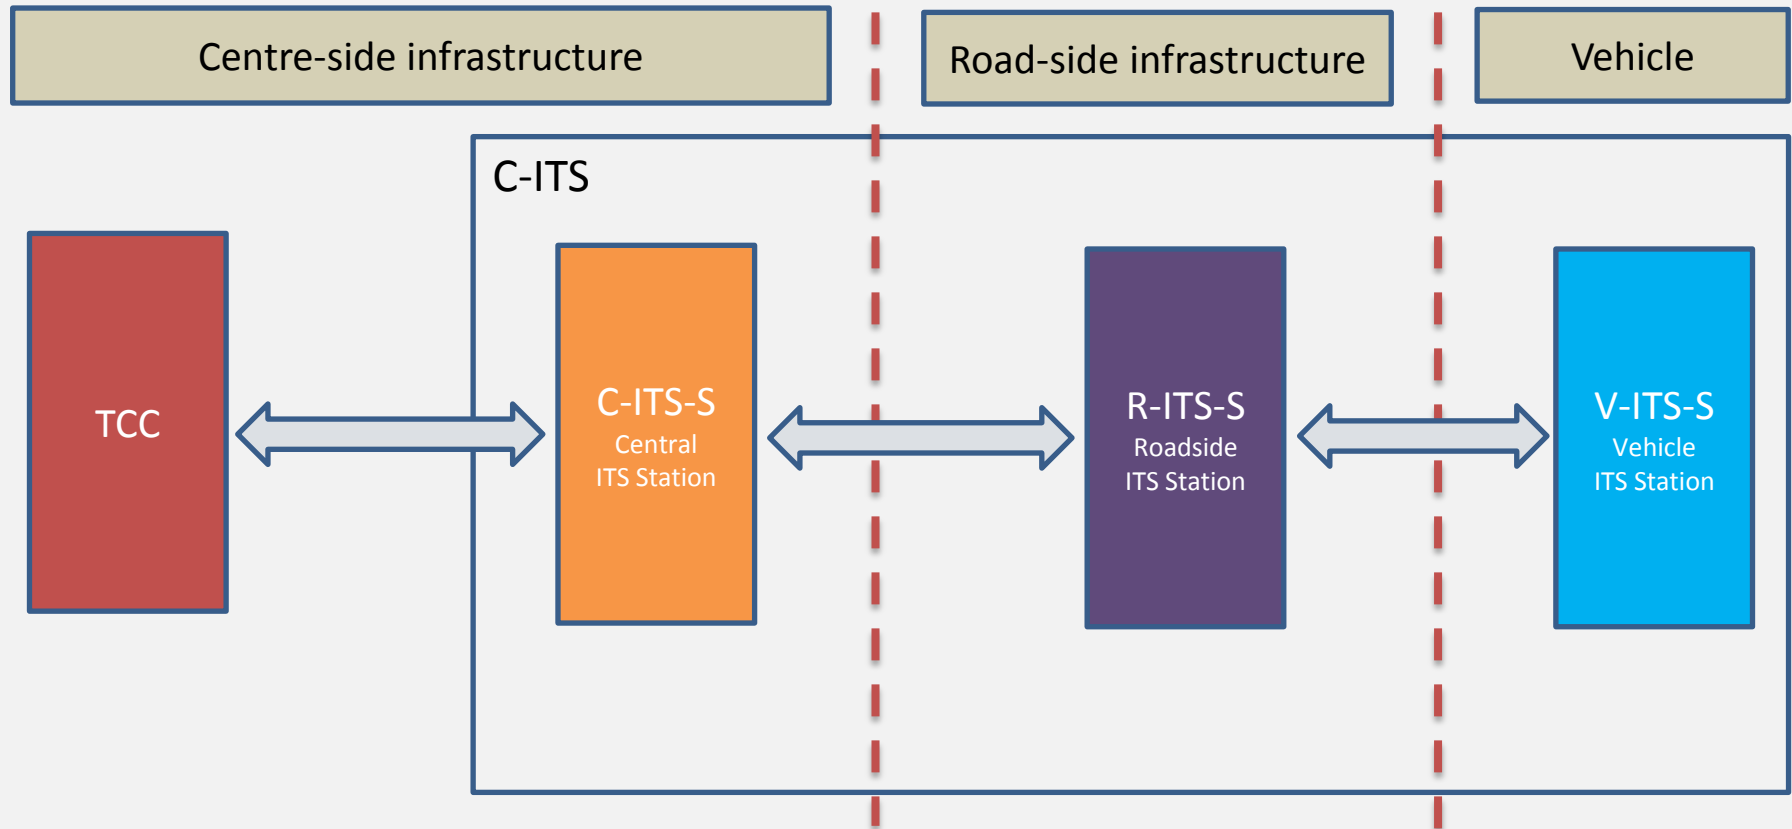 Centre-side infrastructure
Road-side infrastructure
Vehicle
C-ITS
TCC
C-ITS-S
Central
ITS Station
R-ITS-S
Roadside
ITS Station
V-ITS-S
Vehicle
ITS Station